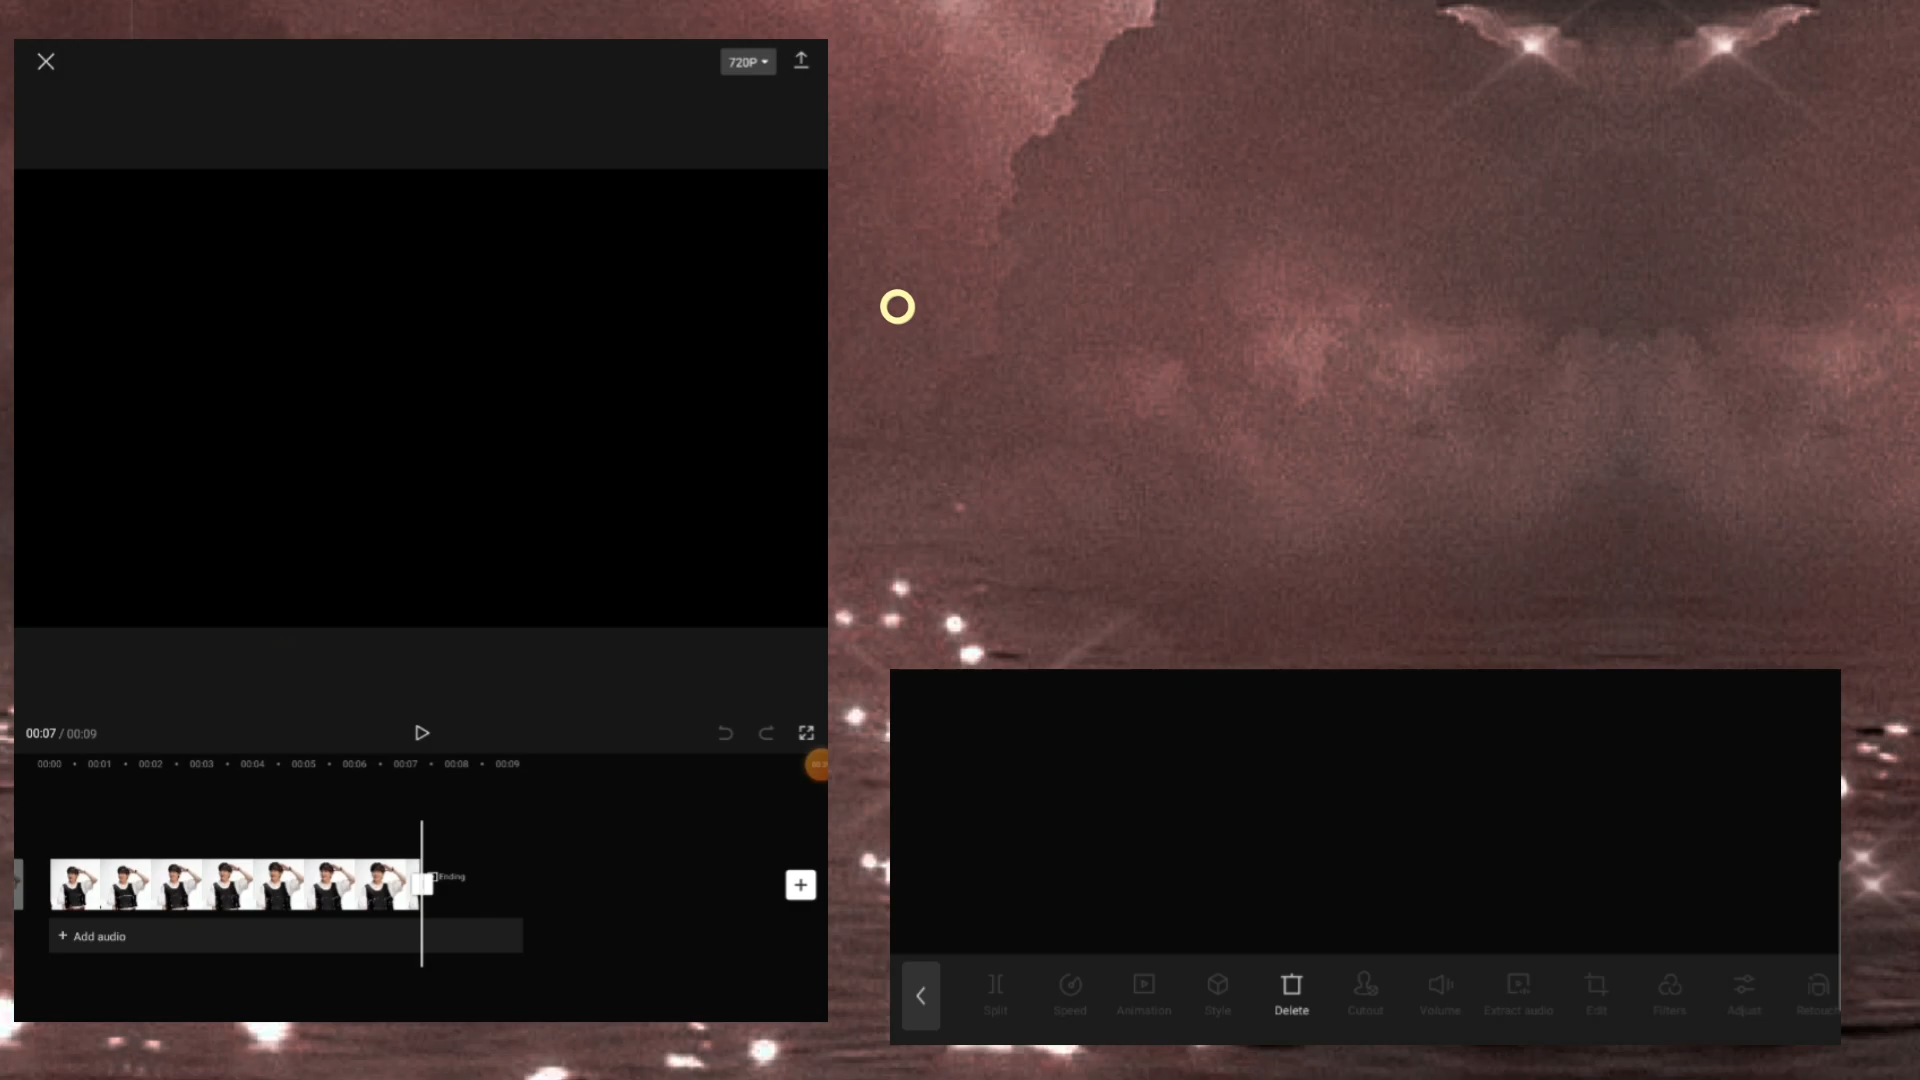 720P
00:07 / 00:09
00:00 • 00:01 • 00:02 • 00:03 • 00:04 • 00:05 • 00:06 • 00:07 • 00:08 • 00:09
Ending
+ Add audio
Split Speed Animation Style Delete Cutout Volume Extract audio Edit Filters Adjust Retouch